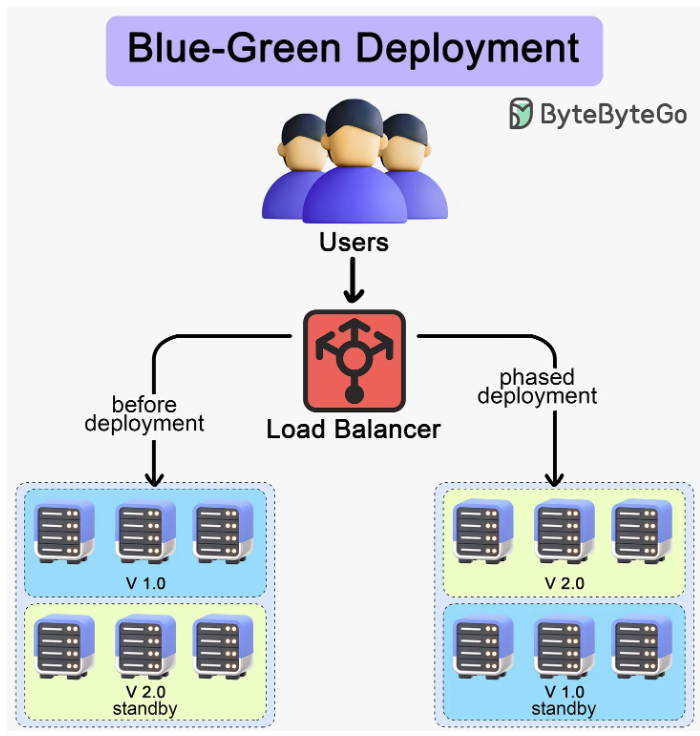 Blue-Green Deployment
ByteByteGo
Users
before
deployment
phased
deployment
Load Balancer
V 1.0
V 2.0
standby
V 2.0
V 1.0
standby